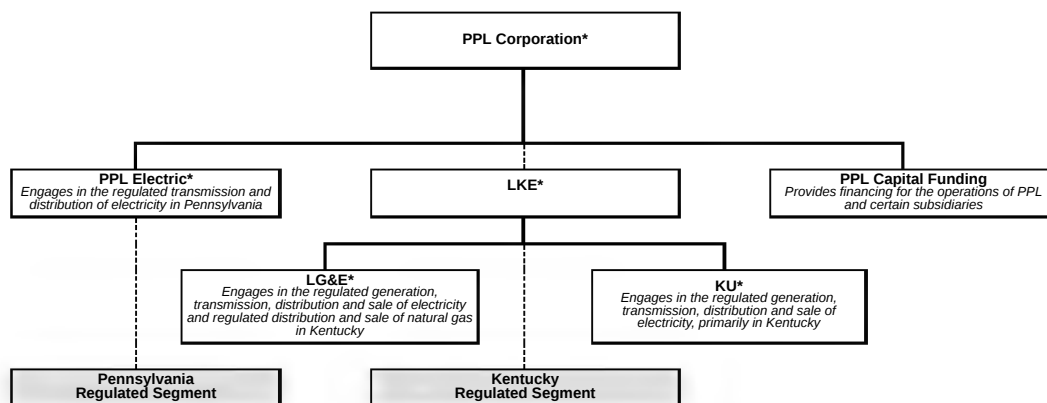 PPL Corporation*
PPL Electric*
Engages in the regulated transmission and
distribution of electricity in Pennsylvania
LKE*
PPL Capital Funding
Provides financing for the operations of PPL
and certain subsidiaries
LG&E*
Engages in the regulated generation,
transmission, distribution and sale of electricity
and regulated distribution and sale of natural gas
in Kentucky
KU*
Engages in the regulated generation,
transmission, distribution and sale of
electricity, primarily in Kentucky
Pennsylvania
Regulated Segment
Kentucky
Regulated Segment